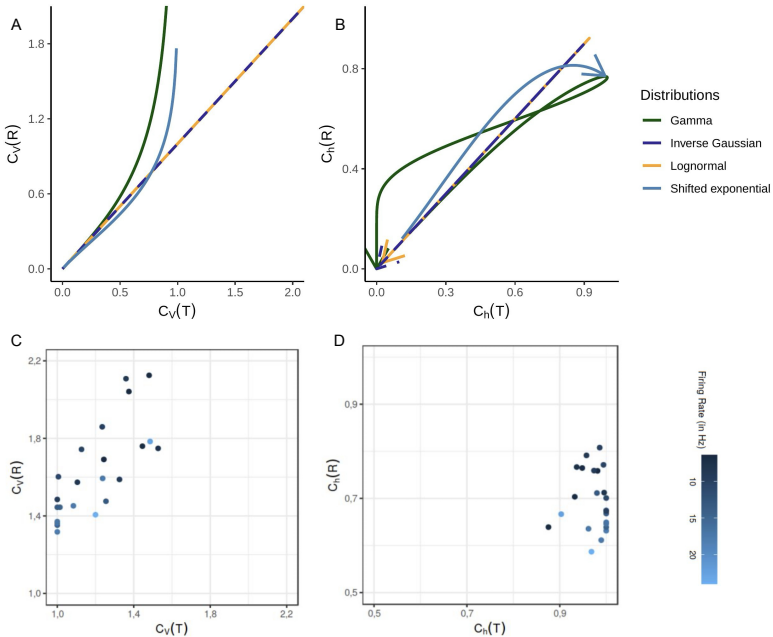 A
C_V(R)
1.8
1.2
0.6
0.0
0.0
0.5
1.0
1.5
2.0
C_V(T)
B
C_h(R)
0.8
0.4
0.0
0.0
0.3
0.6
0.9
C_h(T)
Distributions
Gamma
Inverse Gaussian
Lognormal
Shifted exponential
C
C_V(R)
2,2
1,8
1,4
1,0
1,0
1,4
1,8
2,2
C_V(T)
D
C_h(R)
0,9
0,7
0,5
0,5
0,7
0,9
C_h(T)
Firing Rate (in Hz)
10
15
20